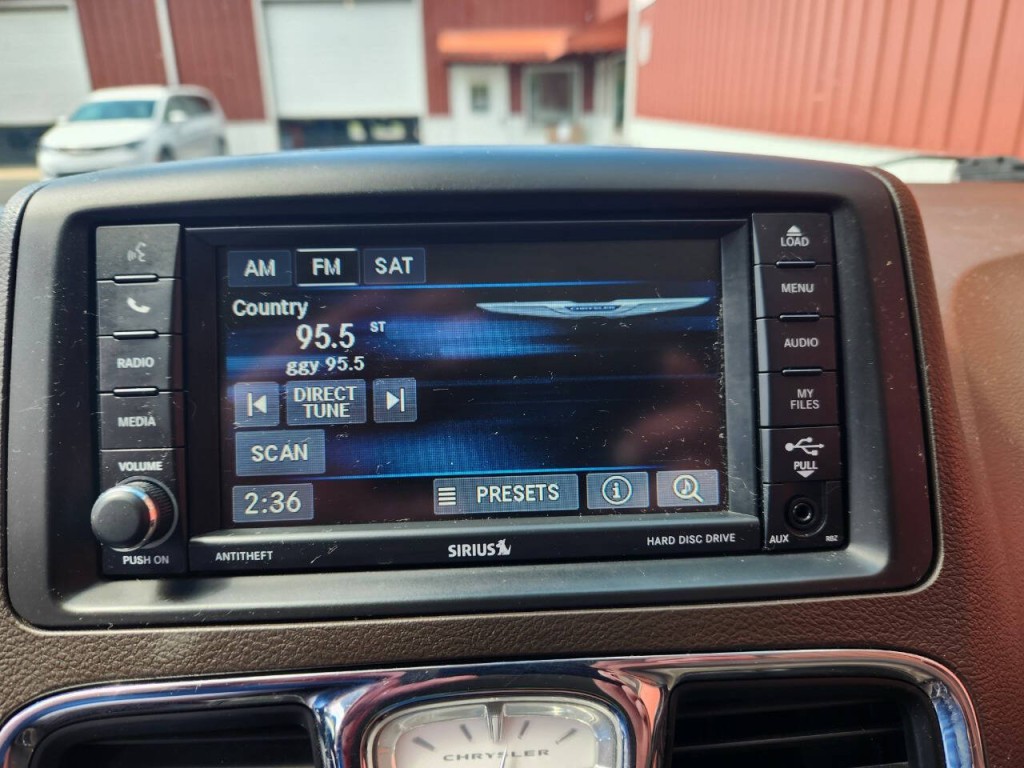 AM FM SAT
Country
CHRYSLER
95.5 ST
ggy 95.5
DIRECT
TUNE
SCAN
2:36
PRESETS
RADIO
MEDIA
VOLUME
PUSH ON
LOAD
MENU
AUDIO
MY
FILES
PULL
AUX RBZ
ANTITHEFT
SIRIUS
HARD DISC DRIVE
CHRYSLER